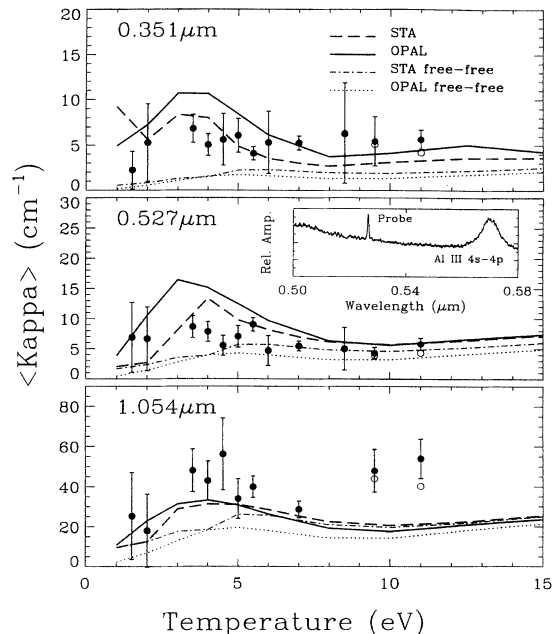 20
0.351μm
STA
OPAL
STA free-free
OPAL free-free
15
10
5
0
30
0.527μm
Probe
Al III 4s-4p
Rel. Amp.
0.50
0.54
0.58
Wavelength (μm)
25
20
15
10
5
0
<Kappa> (cm⁻¹)
80
1.054μm
60
40
20
0
0
5
10
15
Temperature (eV)